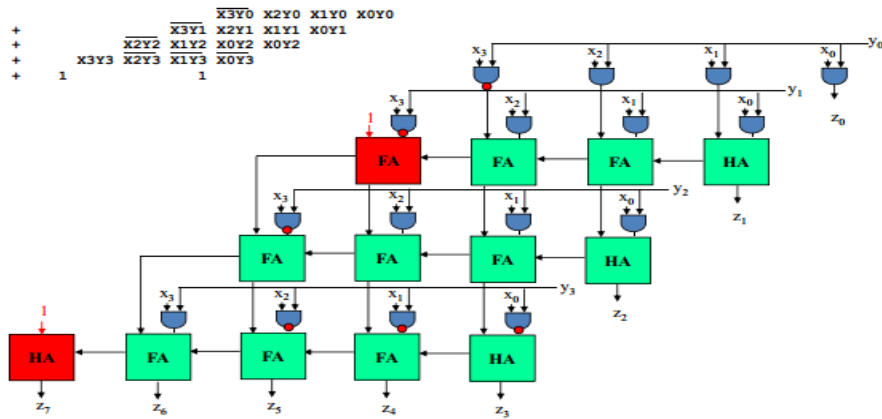 X3Y0 X2Y0 X1Y0 X0Y0
+ X3Y1 X2Y1 X1Y1 X0Y1
+ X2Y2 X1Y2 X0Y2 X0Y2
+ X3Y3 X2Y3 X1Y3 X0Y3
+ 1 1
x₃ x₂ x₁ x₀ y₀
x₃ x₂ x₁ x₀ y₁ z₀
1
FA FA FA HA
x₃ x₂ x₁ x₀ y₂ z₁
FA FA FA HA
x₃ x₂ x₁ x₀ y₃ z₂
1
HA FA FA FA HA
z₇ z₆ z₅ z₄ z₃